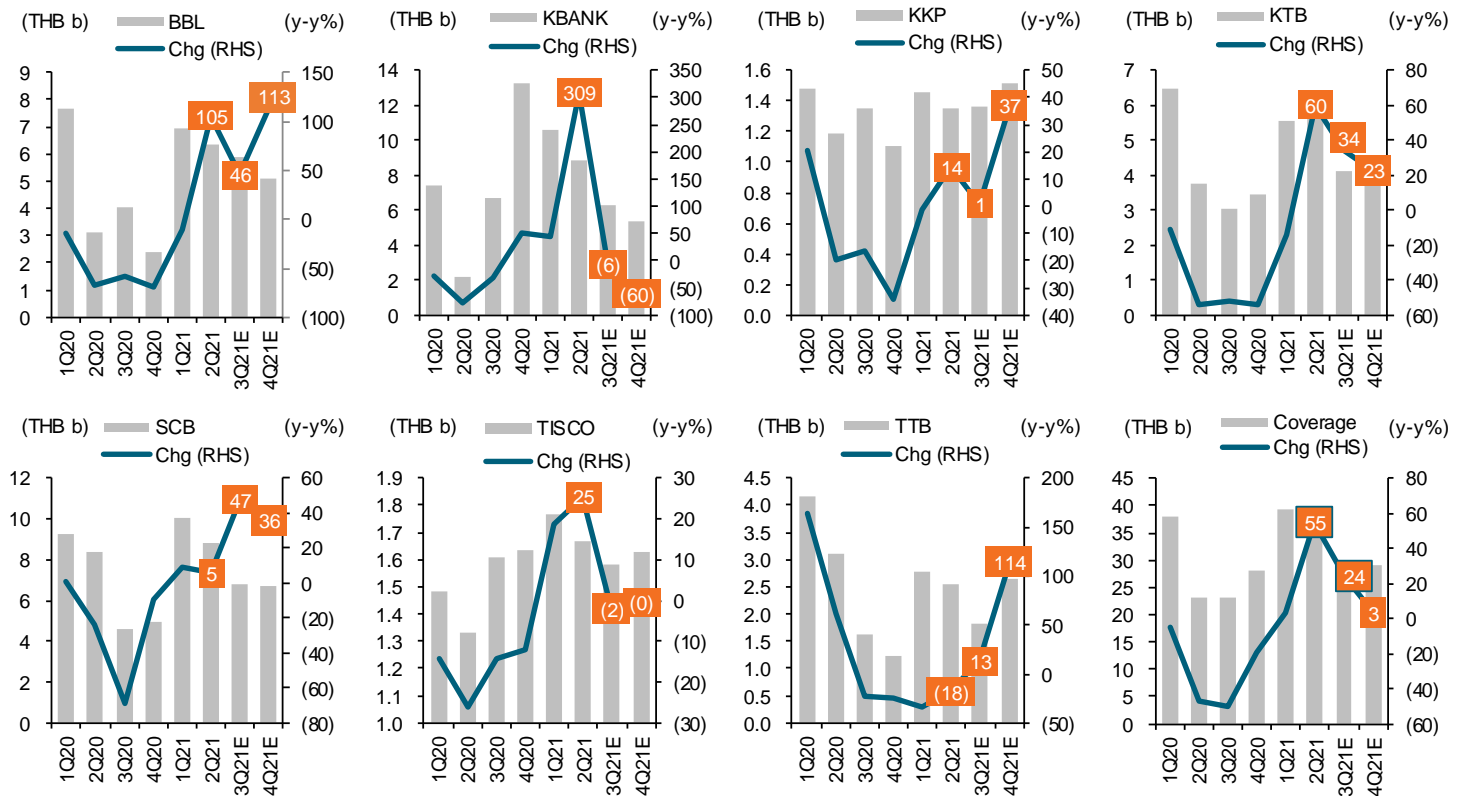 (THB b) BBL (y-y%)
Chg (RHS)
9 150
8
7 100
6
5 50
4 0
3
2 (50)
1
0 (100)
105 113 46
1Q20 2Q20 3Q20 4Q20 1Q21 2Q21 3Q21E 4Q21E
(THB b) KBANK (y-y%)
Chg (RHS)
14 350
12 300
10 250
8 200
6 150
4 100
2 50
0 0
(50)
(100)
309 (6) (60)
1Q20 2Q20 3Q20 4Q20 1Q21 2Q21 3Q21E 4Q21E
(THB b) KKP (y-y%)
Chg (RHS)
1.6 50
1.4 40
1.2 30
1.0 20
0.8 10
0.6 0
0.4 (10)
0.2 (20)
0.0 (30)
(40)
14 1 37
1Q20 2Q20 3Q20 4Q20 1Q21 2Q21 3Q21E 4Q21E
(THB b) KTB (y-y%)
Chg (RHS)
7 80
6 60
5 40
4 20
3 0
2 (20)
1 (40)
0 (60)
60 34 23
1Q20 2Q20 3Q20 4Q20 1Q21 2Q21 3Q21E 4Q21E
(THB b) SCB (y-y%)
Chg (RHS)
12 60
10 40
8 20
6 0
4 (20)
2 (40)
0 (60)
(80)
5 47 36
1Q20 2Q20 3Q20 4Q20 1Q21 2Q21 3Q21E 4Q21E
(THB b) TISCO (y-y%)
Chg (RHS)
1.9 30
1.8 20
1.7
1.6 10
1.5
1.4 0
1.3 (10)
1.2
1.1 (20)
1.0 (30)
25 (2) (0)
1Q20 2Q20 3Q20 4Q20 1Q21 2Q21 3Q21E 4Q21E
(THB b) TTB (y-y%)
Chg (RHS)
4.5 200
4.0
3.5 150
3.0
2.5 100
2.0 50
1.5
1.0 0
0.5
0.0 (50)
(18) 13 114
1Q20 2Q20 3Q20 4Q20 1Q21 2Q21 3Q21E 4Q21E
(THB b) Coverage (y-y%)
Chg (RHS)
45 80
40 60
35
30 40
25 20
20 0
15 (20)
10
5 (40)
0 (60)
55 24 3
1Q20 2Q20 3Q20 4Q20 1Q21 2Q21 3Q21E 4Q21E